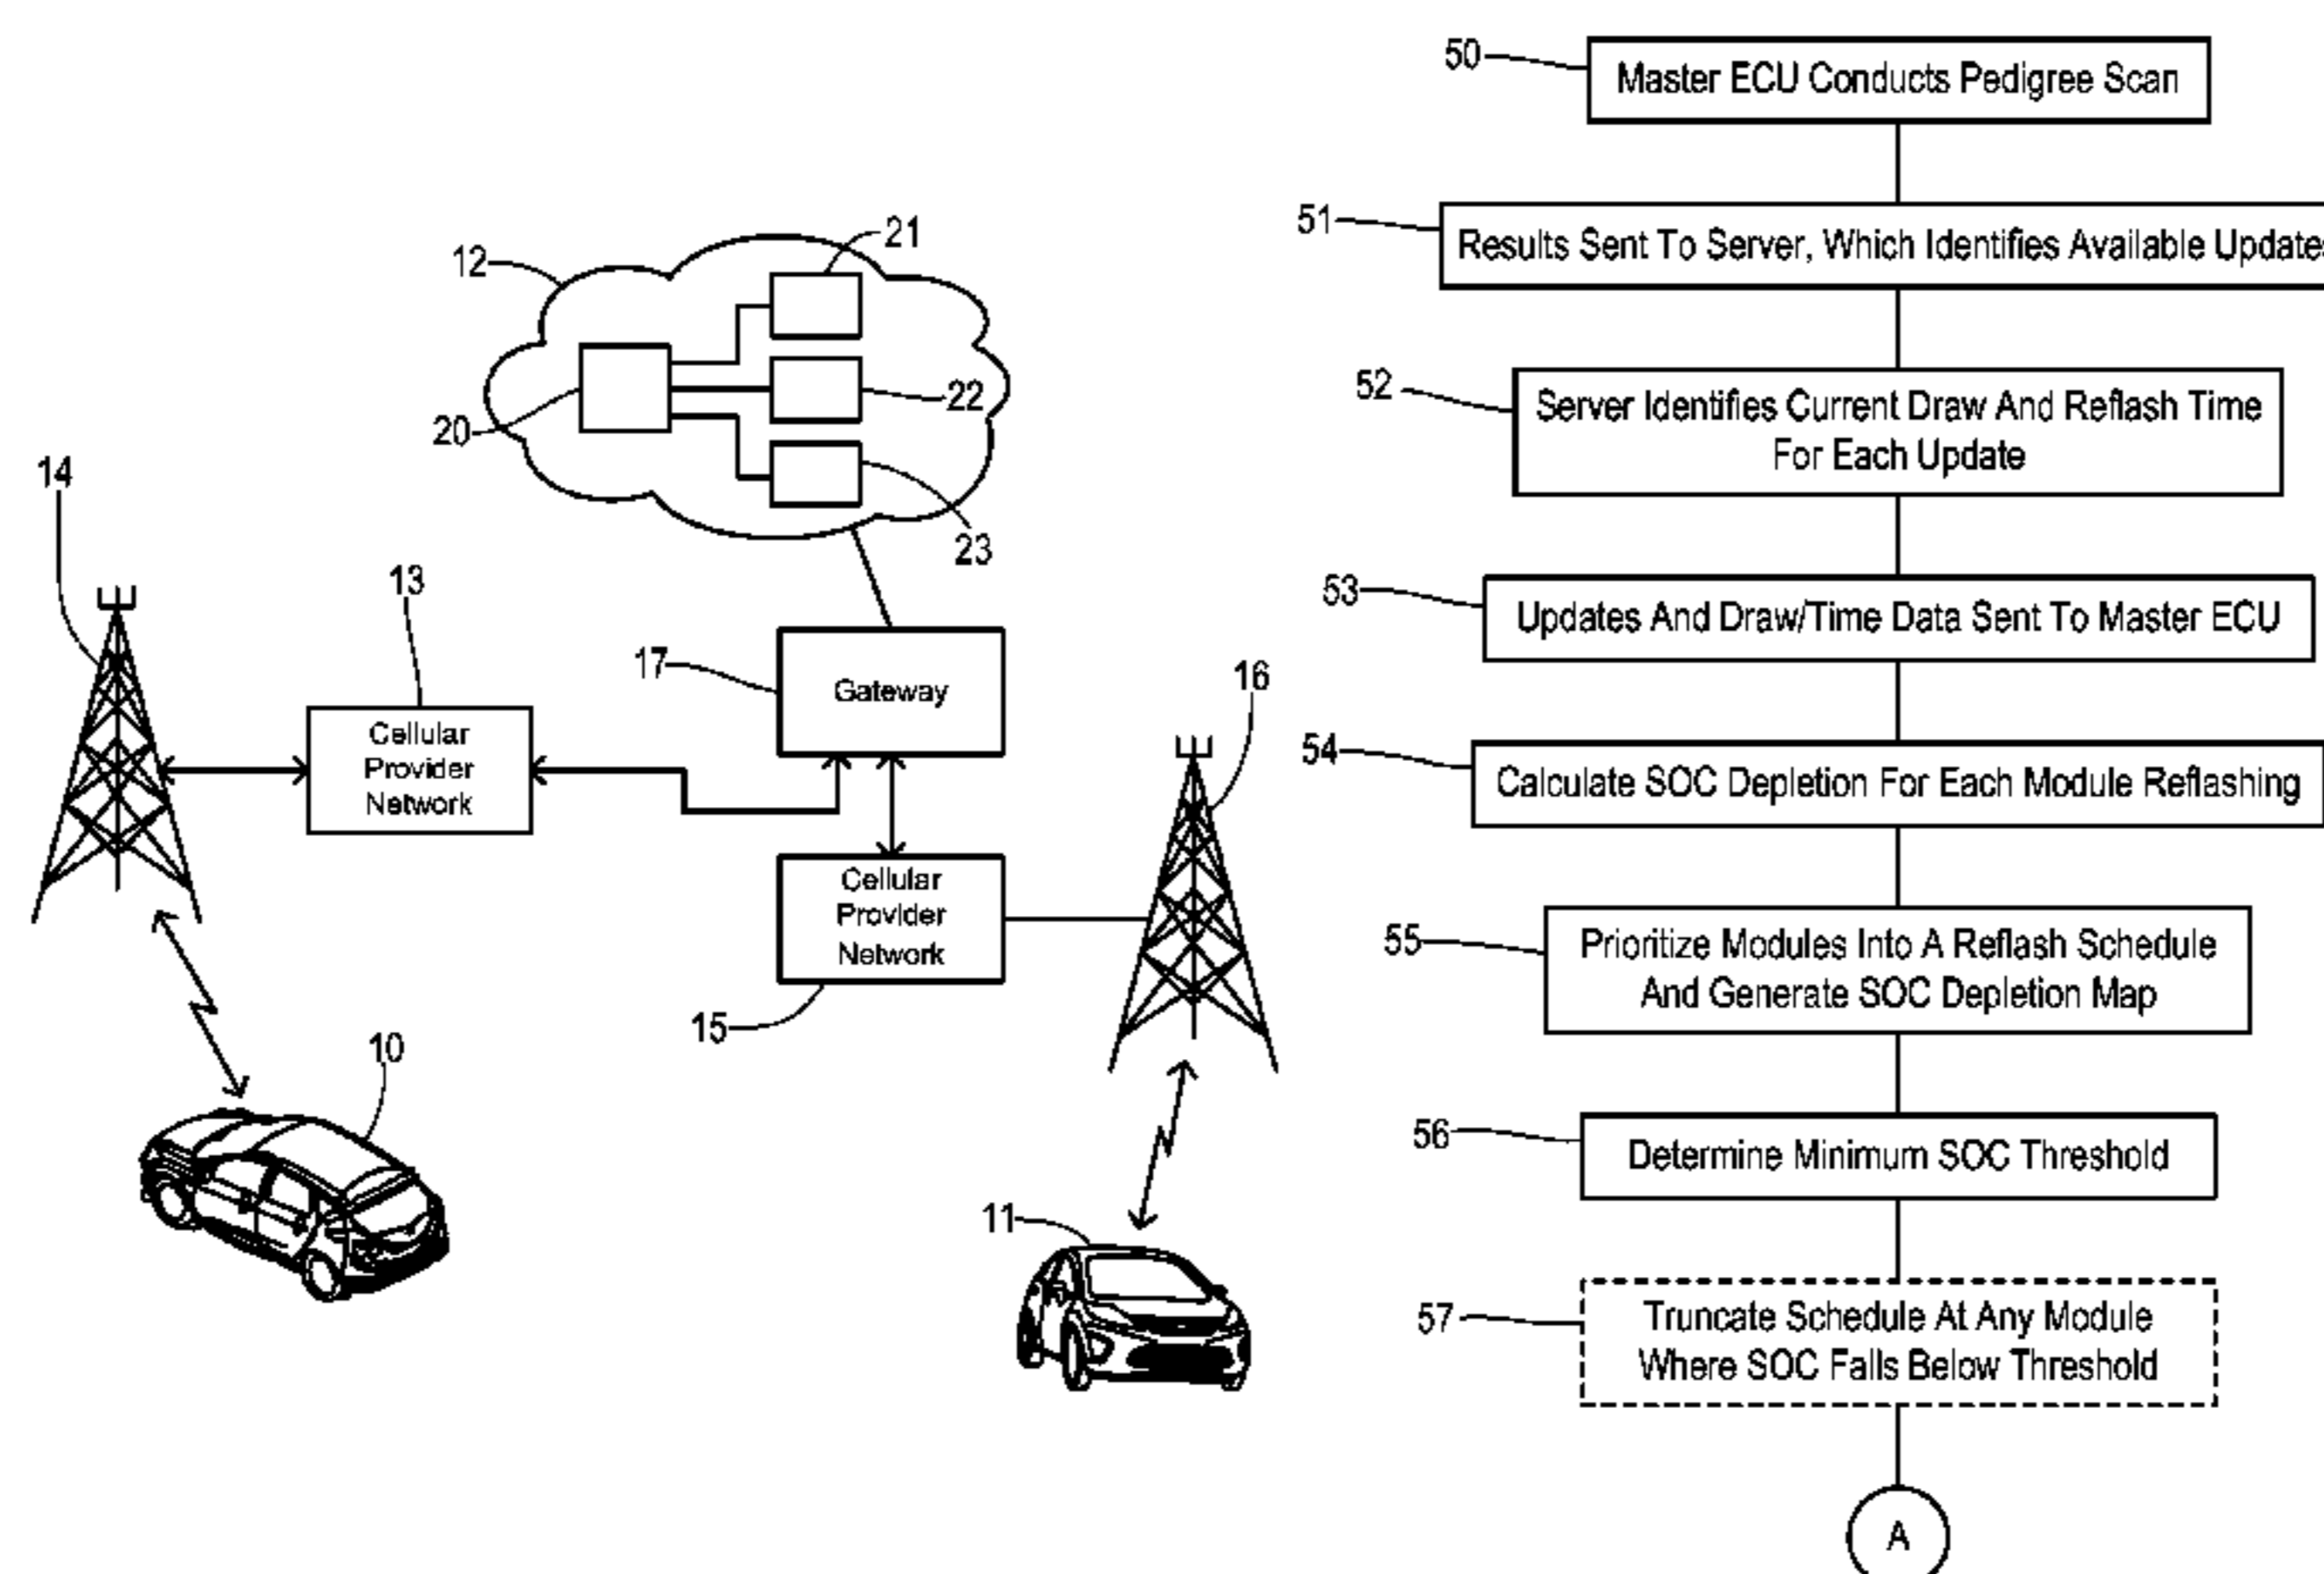 21
12
20
22
23
14
13
17
Gateway
16
Cellular
Provider
Network
Cellular
Provider
Network
15
10
11
50
Master ECU Conducts Pedigree Scan
51
Results Sent To Server, Which Identifies Available Updates
52
Server Identifies Current Draw And Reflash Time
For Each Update
53
Updates And Draw/Time Data Sent To Master ECU
54
Calculate SOC Depletion For Each Module Reflashing
55
Prioritize Modules Into A Reflash Schedule
And Generate SOC Depletion Map
56
Determine Minimum SOC Threshold
57
Truncate Schedule At Any Module
Where SOC Falls Below Threshold
A